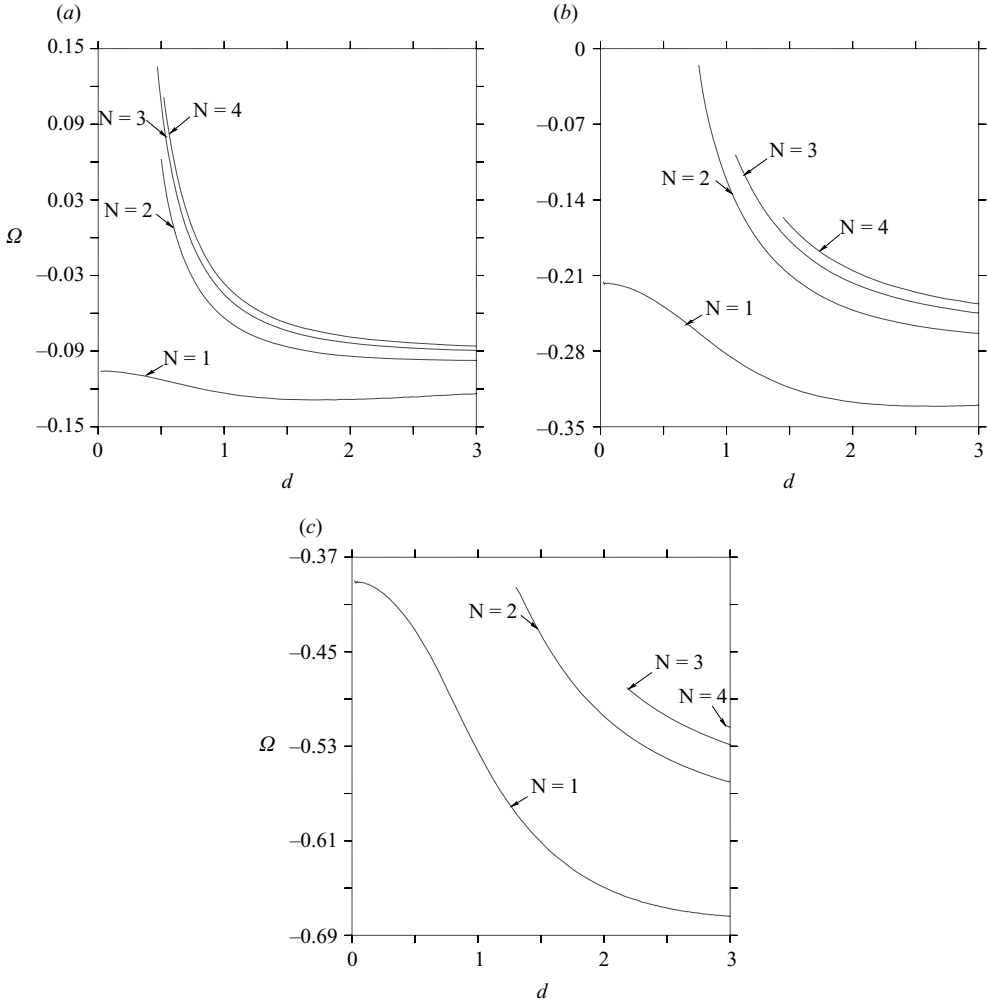 (a)
0.15
0.09
0.03
–0.03
–0.09
–0.15
Ω
N = 3
N = 4
N = 2
N = 1
0
1
2
3
d
(b)
0
–0.07
–0.14
–0.21
–0.28
–0.35
N = 3
N = 2
N = 4
N = 1
0
1
2
3
d
(c)
–0.37
–0.45
–0.53
–0.61
–0.69
Ω
N = 2
N = 3
N = 4
N = 1
0
1
2
3
d